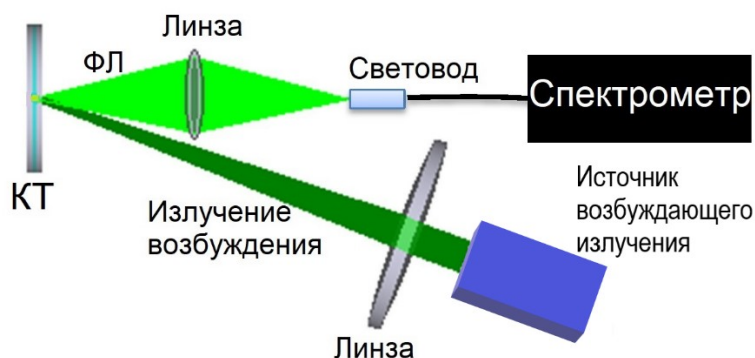 Линза
ФЛ
Световод
Спектрометр
КТ
Излучение
возбуждения
Источник
возбуждающего
излучения
Линза